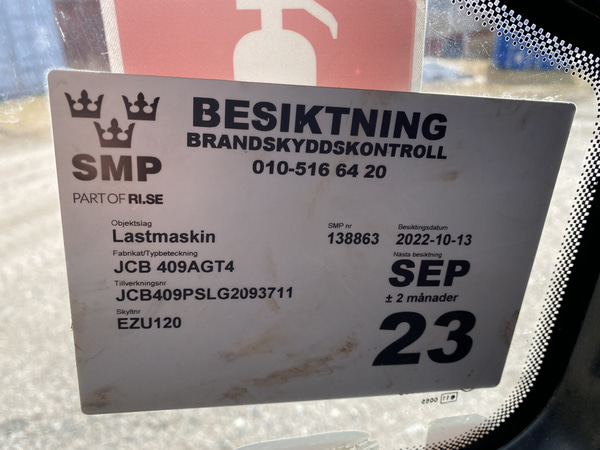 BESIKTNING
BRANDSKYDDSKONTROLL
010-516 64 20
SMP
PART OF RI.SE
Objektslag
Lastmaskin
SMP nr
138863
Besiktingsdatum
2022-10-13
Fabrikat/Typbeteckning
JCB 409AGT4
Nästa besiktning
SEP
± 2 månader
23
Tillverkningsnr
JCB409PSLG2093711
Skyltnr
EZU120